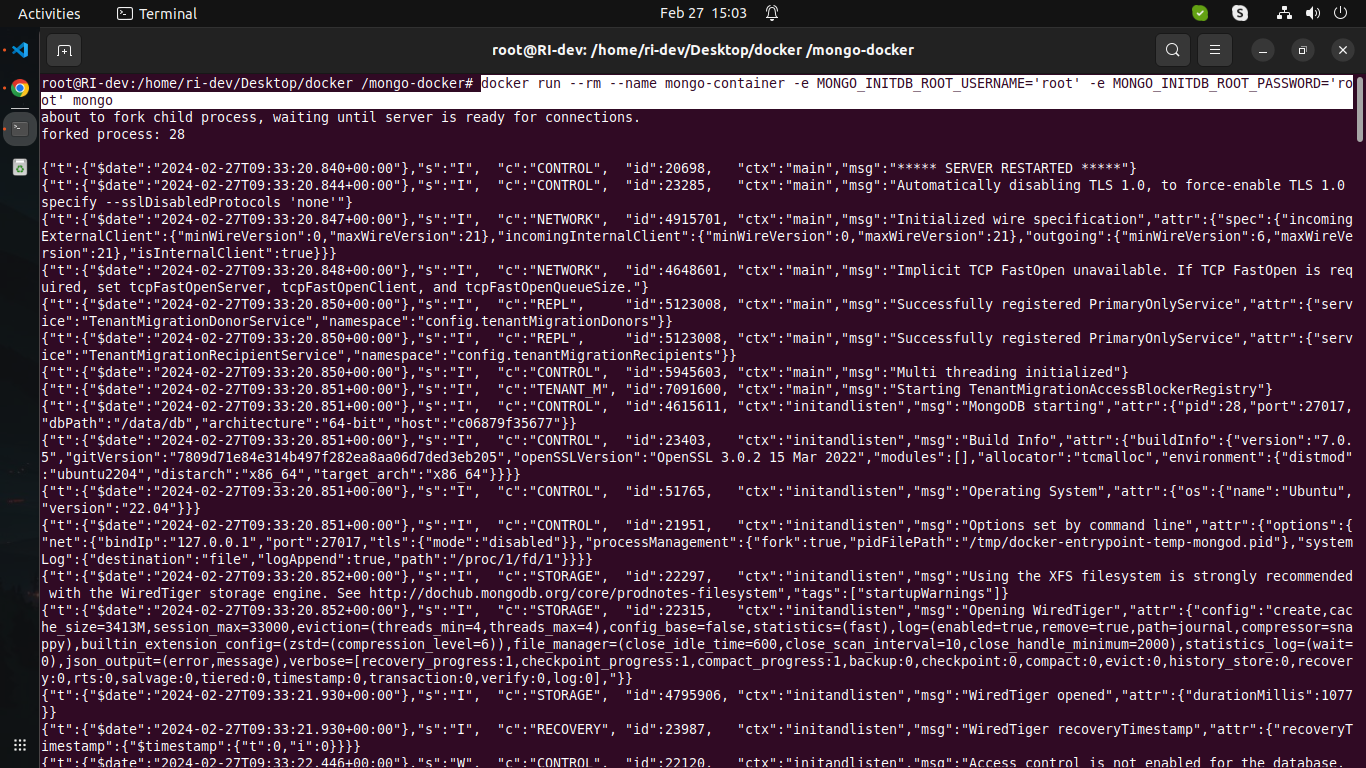 Activities
Terminal
Feb 27 15:03
S
root@RI-dev: /home/ri-dev/Desktop/docker /mongo-docker
root@RI-dev:/home/ri-dev/Desktop/docker /mongo-docker# docker run --rm --name mongo-container -e MONGO_INITDB_ROOT_USERNAME='root' -e MONGO_INITDB_ROOT_PASSWORD='ro
ot' mongo
about to fork child process, waiting until server is ready for connections.
forked process: 28
{"t":{"$date":"2024-02-27T09:33:20.840+00:00"},"s":"I",  "c":"CONTROL",  "id":20698,   "ctx":"main","msg":"***** SERVER RESTARTED *****"}
{"t":{"$date":"2024-02-27T09:33:20.844+00:00"},"s":"I",  "c":"CONTROL",  "id":23285,   "ctx":"main","msg":"Automatically disabling TLS 1.0, to force-enable TLS 1.0
specify --sslDisabledProtocols 'none'"}
{"t":{"$date":"2024-02-27T09:33:20.847+00:00"},"s":"I",  "c":"NETWORK",  "id":4915701, "ctx":"main","msg":"Initialized wire specification","attr":{"spec":{"incoming
ExternalClient":{"minWireVersion":0,"maxWireVersion":21},"incomingInternalClient":{"minWireVersion":0,"maxWireVersion":21},"outgoing":{"minWireVersion":6,"maxWireVe
rsion":21},"isInternalClient":true}}}
{"t":{"$date":"2024-02-27T09:33:20.848+00:00"},"s":"I",  "c":"NETWORK",  "id":4648601, "ctx":"main","msg":"Implicit TCP FastOpen unavailable. If TCP FastOpen is req
uired, set tcpFastOpenServer, tcpFastOpenClient, and tcpFastOpenQueueSize."}
{"t":{"$date":"2024-02-27T09:33:20.850+00:00"},"s":"I",  "c":"REPL",     "id":5123008, "ctx":"main","msg":"Successfully registered PrimaryOnlyService","attr":{"serv
ice":"TenantMigrationDonorService","namespace":"config.tenantMigrationDonors"}}
{"t":{"$date":"2024-02-27T09:33:20.850+00:00"},"s":"I",  "c":"REPL",     "id":5123008, "ctx":"main","msg":"Successfully registered PrimaryOnlyService","attr":{"serv
ice":"TenantMigrationRecipientService","namespace":"config.tenantMigrationRecipients"}}
{"t":{"$date":"2024-02-27T09:33:20.850+00:00"},"s":"I",  "c":"CONTROL",  "id":5945603, "ctx":"main","msg":"Multi threading initialized"}
{"t":{"$date":"2024-02-27T09:33:20.851+00:00"},"s":"I",  "c":"TENANT_M", "id":7091600, "ctx":"main","msg":"Starting TenantMigrationAccessBlockerRegistry"}
{"t":{"$date":"2024-02-27T09:33:20.851+00:00"},"s":"I",  "c":"CONTROL",  "id":4615611, "ctx":"initandlisten","msg":"MongoDB starting","attr":{"pid":28,"port":27017,
"dbPath":"/data/db","architecture":"64-bit","host":"c06879f35677"}}
{"t":{"$date":"2024-02-27T09:33:20.851+00:00"},"s":"I",  "c":"CONTROL",  "id":23403,   "ctx":"initandlisten","msg":"Build Info","attr":{"buildInfo":{"version":"7.0.
5","gitVersion":"7809d71e84e314b497f282ea8aa06d7ded3eb205","openSSLVersion":"OpenSSL 3.0.2 15 Mar 2022","modules":[],"allocator":"tcmalloc","environment":{"distmod"
:"ubuntu2204","distarch":"x86_64","target_arch":"x86_64"}}}}
{"t":{"$date":"2024-02-27T09:33:20.851+00:00"},"s":"I",  "c":"CONTROL",  "id":51765,   "ctx":"initandlisten","msg":"Operating System","attr":{"os":{"name":"Ubuntu",
"version":"22.04"}}}
{"t":{"$date":"2024-02-27T09:33:20.851+00:00"},"s":"I",  "c":"CONTROL",  "id":21951,   "ctx":"initandlisten","msg":"Options set by command line","attr":{"options":{
"net":{"bindIp":"127.0.0.1","port":27017,"tls":{"mode":"disabled"}},"processManagement":{"fork":true,"pidFilePath":"/tmp/docker-entrypoint-temp-mongod.pid"},"system
Log":{"destination":"file","logAppend":true,"path":"/proc/1/fd/1"}}}}
{"t":{"$date":"2024-02-27T09:33:20.852+00:00"},"s":"I",  "c":"STORAGE",  "id":22297,   "ctx":"initandlisten","msg":"Using the XFS filesystem is strongly recommended
 with the WiredTiger storage engine. See http://dochub.mongodb.org/core/prodnotes-filesystem","tags":["startupWarnings"]}
{"t":{"$date":"2024-02-27T09:33:20.852+00:00"},"s":"I",  "c":"STORAGE",  "id":22315,   "ctx":"initandlisten","msg":"Opening WiredTiger","attr":{"config":"create,cac
he_size=3413M,session_max=33000,eviction=(threads_min=4,threads_max=4),config_base=false,statistics=(fast),log=(enabled=true,remove=true,path=journal,compressor=sna
ppy),builtin_extension_config=(zstd=(compression_level=6)),file_manager=(close_idle_time=600,close_scan_interval=10,close_handle_minimum=2000),statistics_log=(wait=
0),json_output=(error,message),verbose=[recovery_progress:1,checkpoint_progress:1,compact_progress:1,backup:0,checkpoint:0,compact:0,evict:0,history_store:0,recover
y:0,rts:0,salvage:0,tiered:0,timestamp:0,transaction:0,verify:0,log:0],"}}
{"t":{"$date":"2024-02-27T09:33:21.930+00:00"},"s":"I",  "c":"STORAGE",  "id":4795906, "ctx":"initandlisten","msg":"WiredTiger opened","attr":{"durationMillis":1077
}}
{"t":{"$date":"2024-02-27T09:33:21.930+00:00"},"s":"I",  "c":"RECOVERY", "id":23987,   "ctx":"initandlisten","msg":"WiredTiger recoveryTimestamp","attr":{"recoveryT
imestamp":{"$timestamp":{"t":0,"i":0}}}}
{"t":{"$date":"2024-02-27T09:33:22.446+00:00"},"s":"W",  "c":"CONTROL",  "id":22120,   "ctx":"initandlisten","msg":"Access control is not enabled for the database.